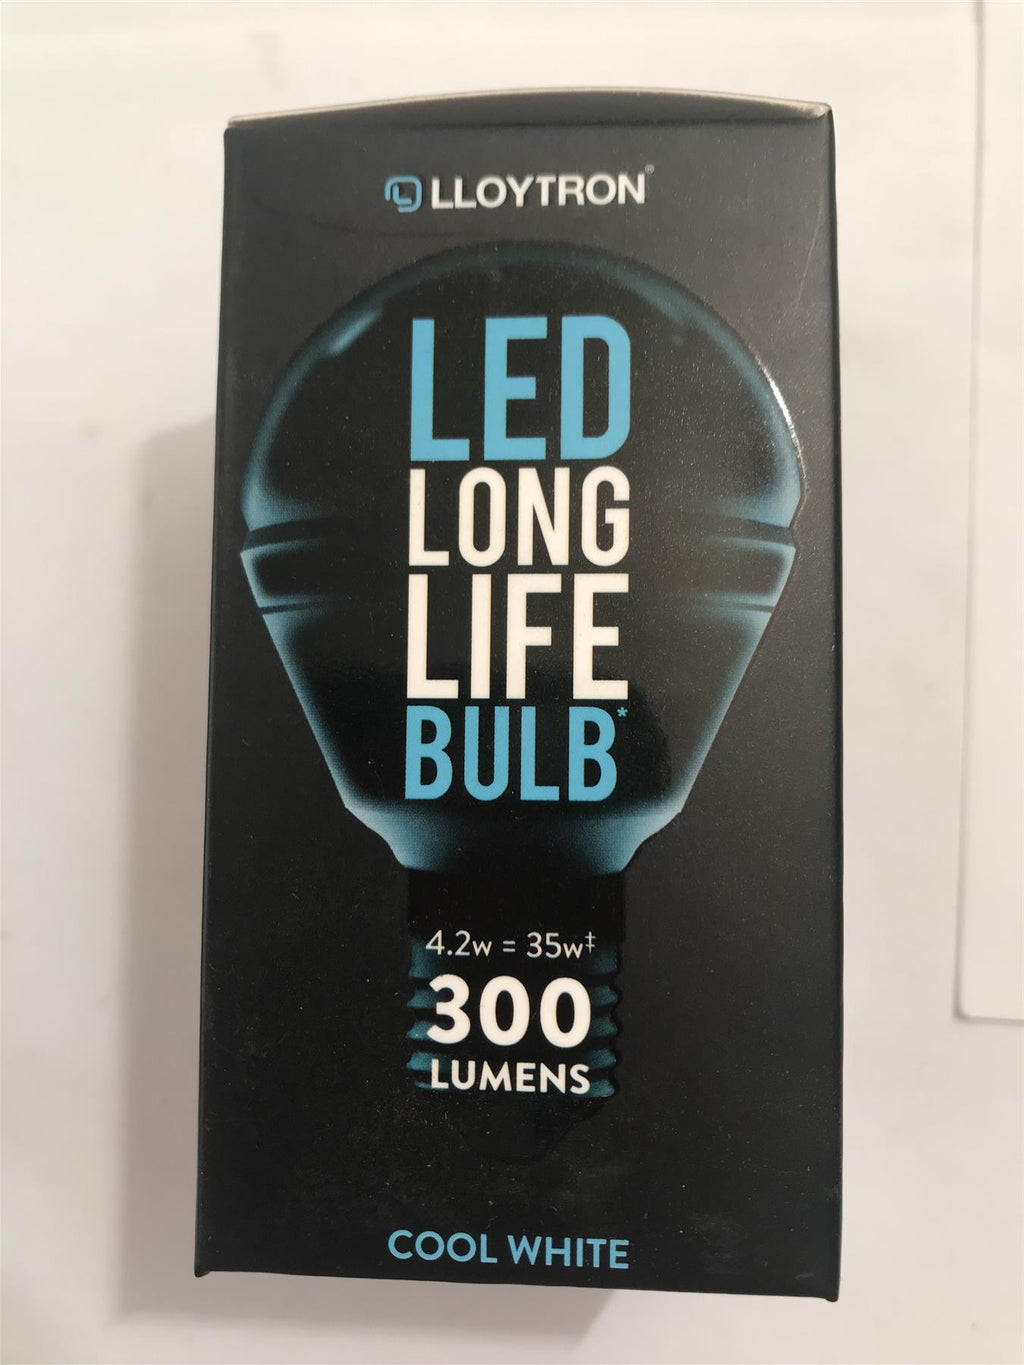 LLOYTRON®
LED
LONG
LIFE
BULB*
4.2w = 35w‡
300
LUMENS
COOL WHITE